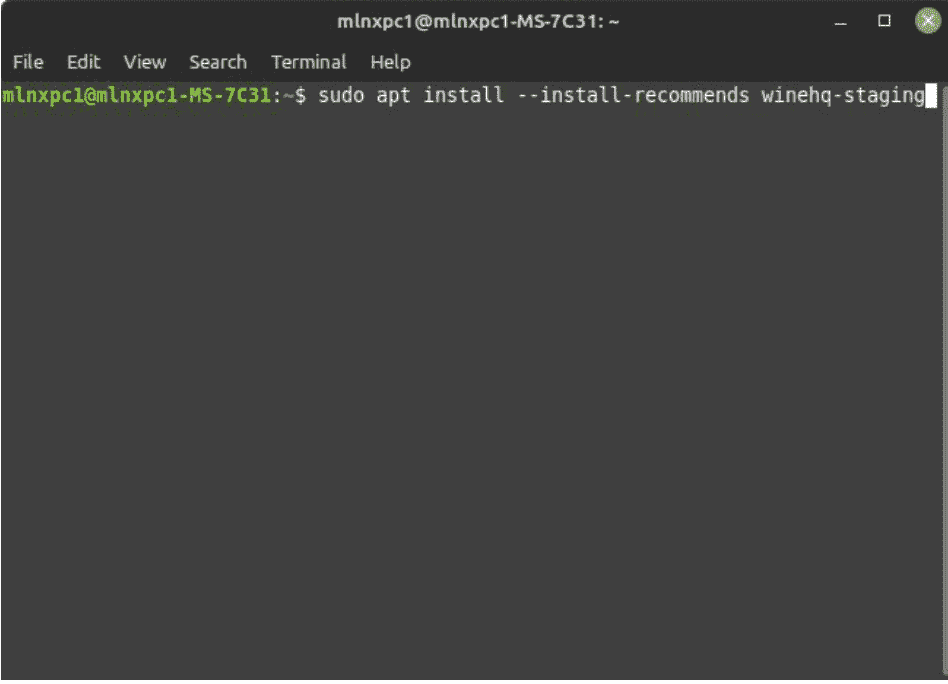 mlnxpc1@mlnxpc1-MS-7C31: ~
File Edit View Search Terminal Help
mlnxpc1@mlnxpc1-MS-7C31:~$ sudo apt install --install-recommends winehq-staging